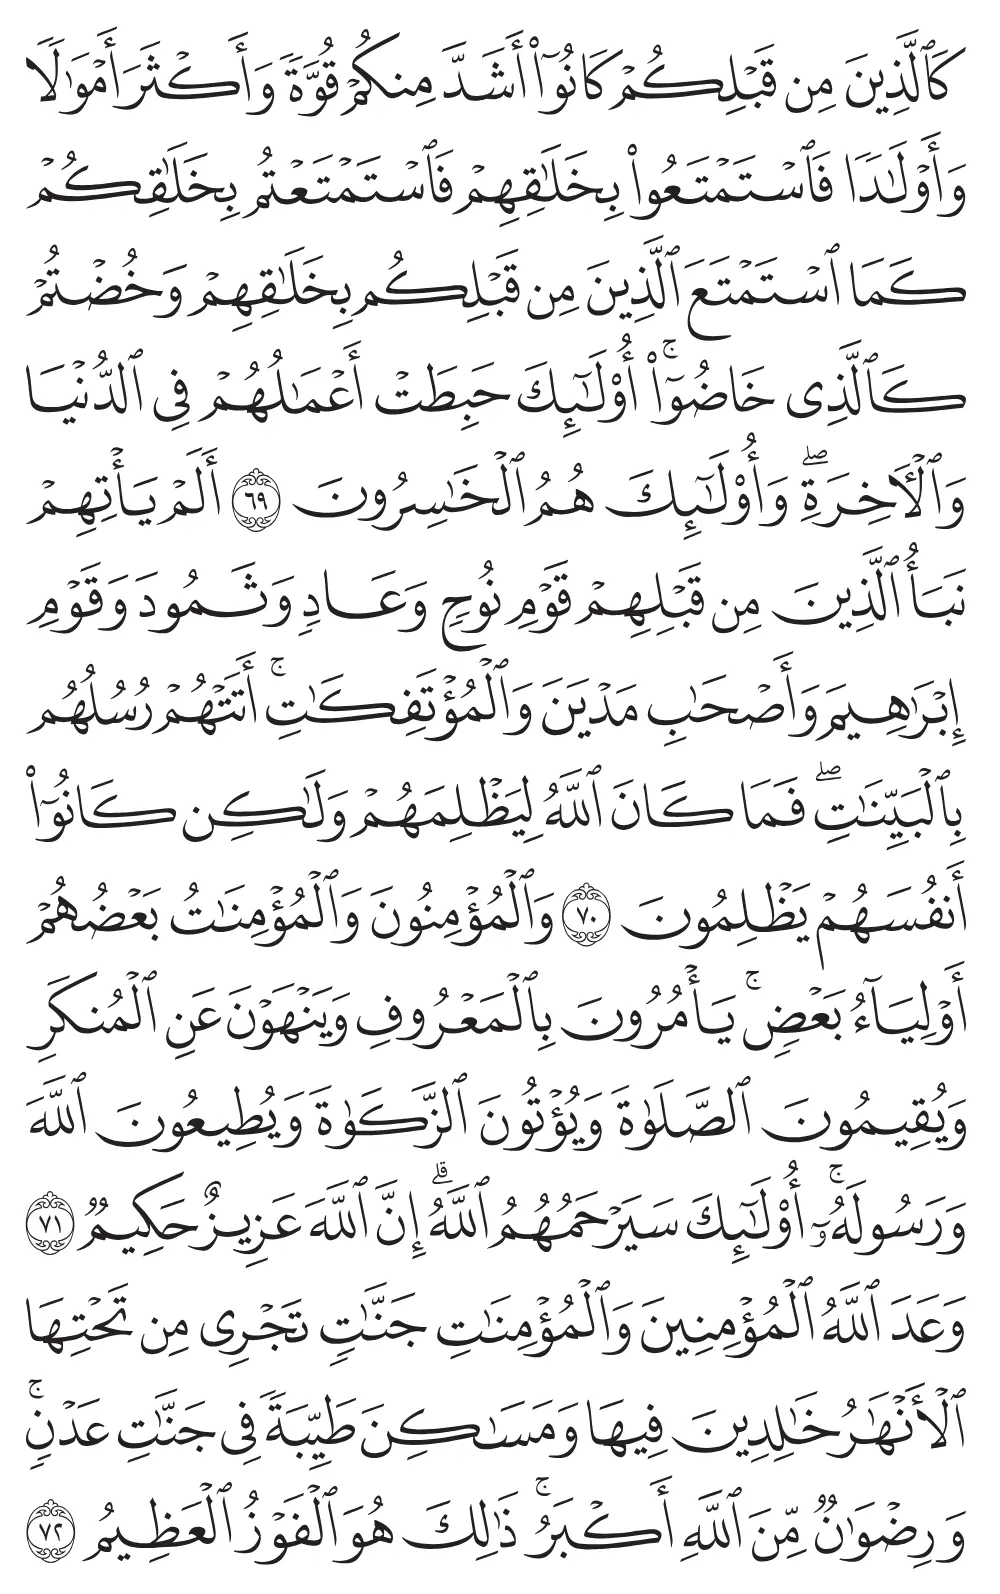 كَٱلَّذِينَ مِن قَبْلِكُمْ كَانُوٓا۟ أَشَدَّ مِنكُمْ قُوَّةً وَأَكْثَرَ أَمْوَٰلًا
وَأَوْلَٰدًا فَٱسْتَمْتَعُوا۟ بِخَلَٰقِهِمْ فَٱسْتَمْتَعْتُم بِخَلَٰقِكُمْ
كَمَا ٱسْتَمْتَعَ ٱلَّذِينَ مِن قَبْلِكُم بِخَلَٰقِهِمْ وَخُضْتُمْ
كَٱلَّذِى خَاضُوٓا۟ ۚ أُو۟لَٰٓئِكَ حَبِطَتْ أَعْمَٰلُهُمْ فِى ٱلدُّنْيَا
وَٱلْءَاخِرَةِ ۖ وَأُو۟لَٰٓئِكَ هُمُ ٱلْخَٰسِرُونَ ٦٩ أَلَمْ يَأْتِهِمْ
نَبَأُ ٱلَّذِينَ مِن قَبْلِهِمْ قَوْمِ نُوحٍ وَعَادٍ وَثَمُودَ وَقَوْمِ
إِبْرَٰهِيمَ وَأَصْحَٰبِ مَدْيَنَ وَٱلْمُؤْتَفِكَٰتِ ۚ أَتَتْهُمْ رُسُلُهُم
بِٱلْبَيِّنَٰتِ ۖ فَمَا كَانَ ٱللَّهُ لِيَظْلِمَهُمْ وَلَٰكِن كَانُوٓا۟
أَنفُسَهُمْ يَظْلِمُونَ ٧٠ وَٱلْمُؤْمِنُونَ وَٱلْمُؤْمِنَٰتُ بَعْضُهُمْ
أَوْلِيَآءُ بَعْضٍ ۚ يَأْمُرُونَ بِٱلْمَعْرُوفِ وَيَنْهَوْنَ عَنِ ٱلْمُنكَرِ
وَيُقِيمُونَ ٱلصَّلَوٰةَ وَيُؤْتُونَ ٱلزَّكَوٰةَ وَيُطِيعُونَ ٱللَّهَ
وَرَسُولَهُۥٓ ۚ أُو۟لَٰٓئِكَ سَيَرْحَمُهُمُ ٱللَّهُ ۗ إِنَّ ٱللَّهَ عَزِيزٌ حَكِيمٌ ٧١
وَعَدَ ٱللَّهُ ٱلْمُؤْمِنِينَ وَٱلْمُؤْمِنَٰتِ جَنَّٰتٍ تَجْرِى مِن تَحْتِهَا
ٱلْأَنْهَٰرُ خَٰلِدِينَ فِيهَا وَمَسَٰكِنَ طَيِّبَةً فِى جَنَّٰتِ عَدْنٍ ۚ
وَرِضْوَٰنٌ مِّنَ ٱللَّهِ أَكْبَرُ ۚ ذَٰلِكَ هُوَ ٱلْفَوْزُ ٱلْعَظِيمُ ٧٢